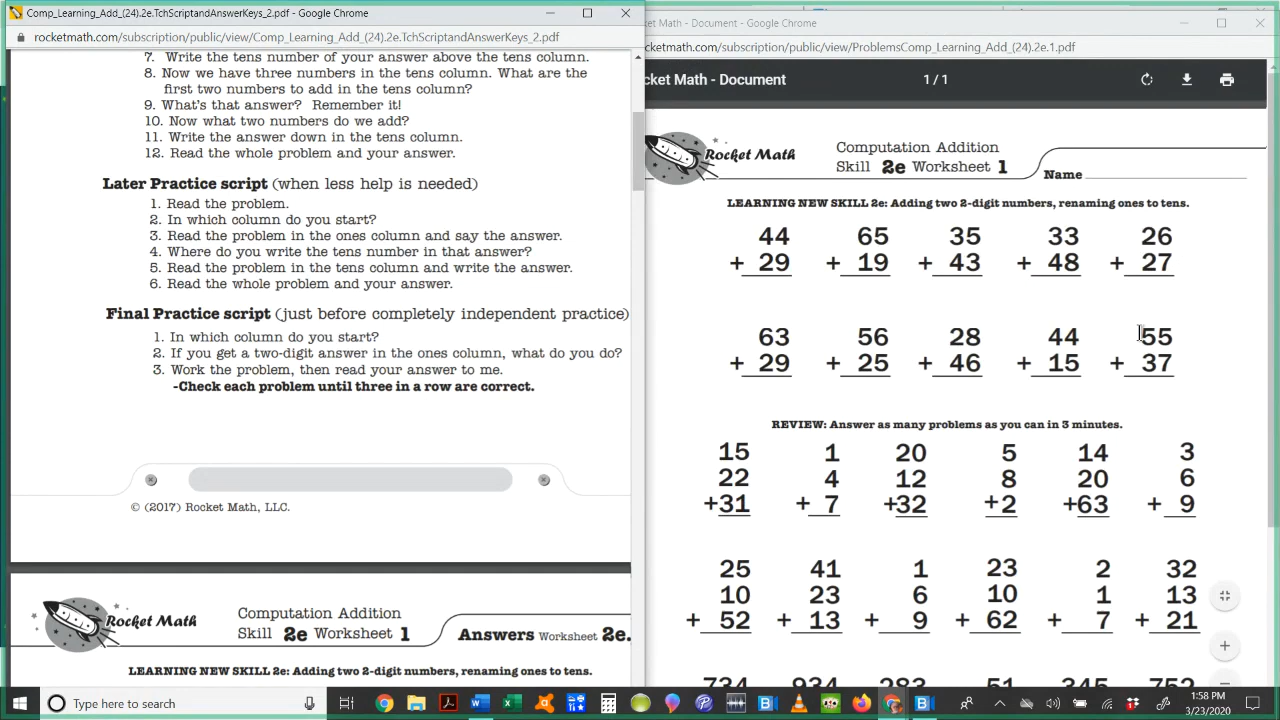 Comp_Learning_Add_(24).2e.TchScriptandAnswerKeys_2.pdf - Google Chrome
rocketmath.com/subscription/public/view/Comp_Learning_Add_(24).2e.TchScriptandAnswerKeys_2.pdf
7. Write the tens number of your answer above the tens column.
8. Now we have three numbers in the tens column. What are the
first two numbers to add in the tens column?
9. What's that answer? Remember it!
10. Now what two numbers do we add?
11. Write the answer down in the tens column.
12. Read the whole problem and your answer.
Later Practice script (when less help is needed)
1. Read the problem.
2. In which column do you start?
3. Read the problem in the ones column and say the answer.
4. Where do you write the tens number in that answer?
5. Read the problem in the tens column and write the answer.
6. Read the whole problem and your answer.
Final Practice script (just before completely independent practice)
1. In which column do you start?
2. If you get a two-digit answer in the ones column, what do you do?
3. Work the problem, then read your answer to me.
-Check each problem until three in a row are correct.
© (2017) Rocket Math, LLC.
Rocket Math
Computation Addition
Skill 2e Worksheet 1
Answers Worksheet 2e.
LEARNING NEW SKILL 2e: Adding two 2-digit numbers, renaming ones to tens.
ket Math - Document - Google Chrome
ketmath.com/subscription/public/view/ProblemsComp_Learning_Add_(24).2e.1.pdf
cket Math - Document 1 / 1
Rocket Math
Computation Addition
Skill 2e Worksheet 1
Name
LEARNING NEW SKILL 2e: Adding two 2-digit numbers, renaming ones to tens.
44 65 35 33 26
+ 29 + 19 + 43 + 48 + 27
63 56 28 44 55
+ 29 + 25 + 46 + 15 + 37
REVIEW: Answer as many problems as you can in 3 minutes.
15 1 20 5 14 3
22 4 12 8 20 6
+31 + 7 +32 +2 +63 + 9
25 41 1 23 2 32
10 23 6 10 1 13
+ 52 + 13 + 9 + 62 + 7 + 21
734 934 283 51 345 752
Type here to search
1:58 PM
3/23/2020